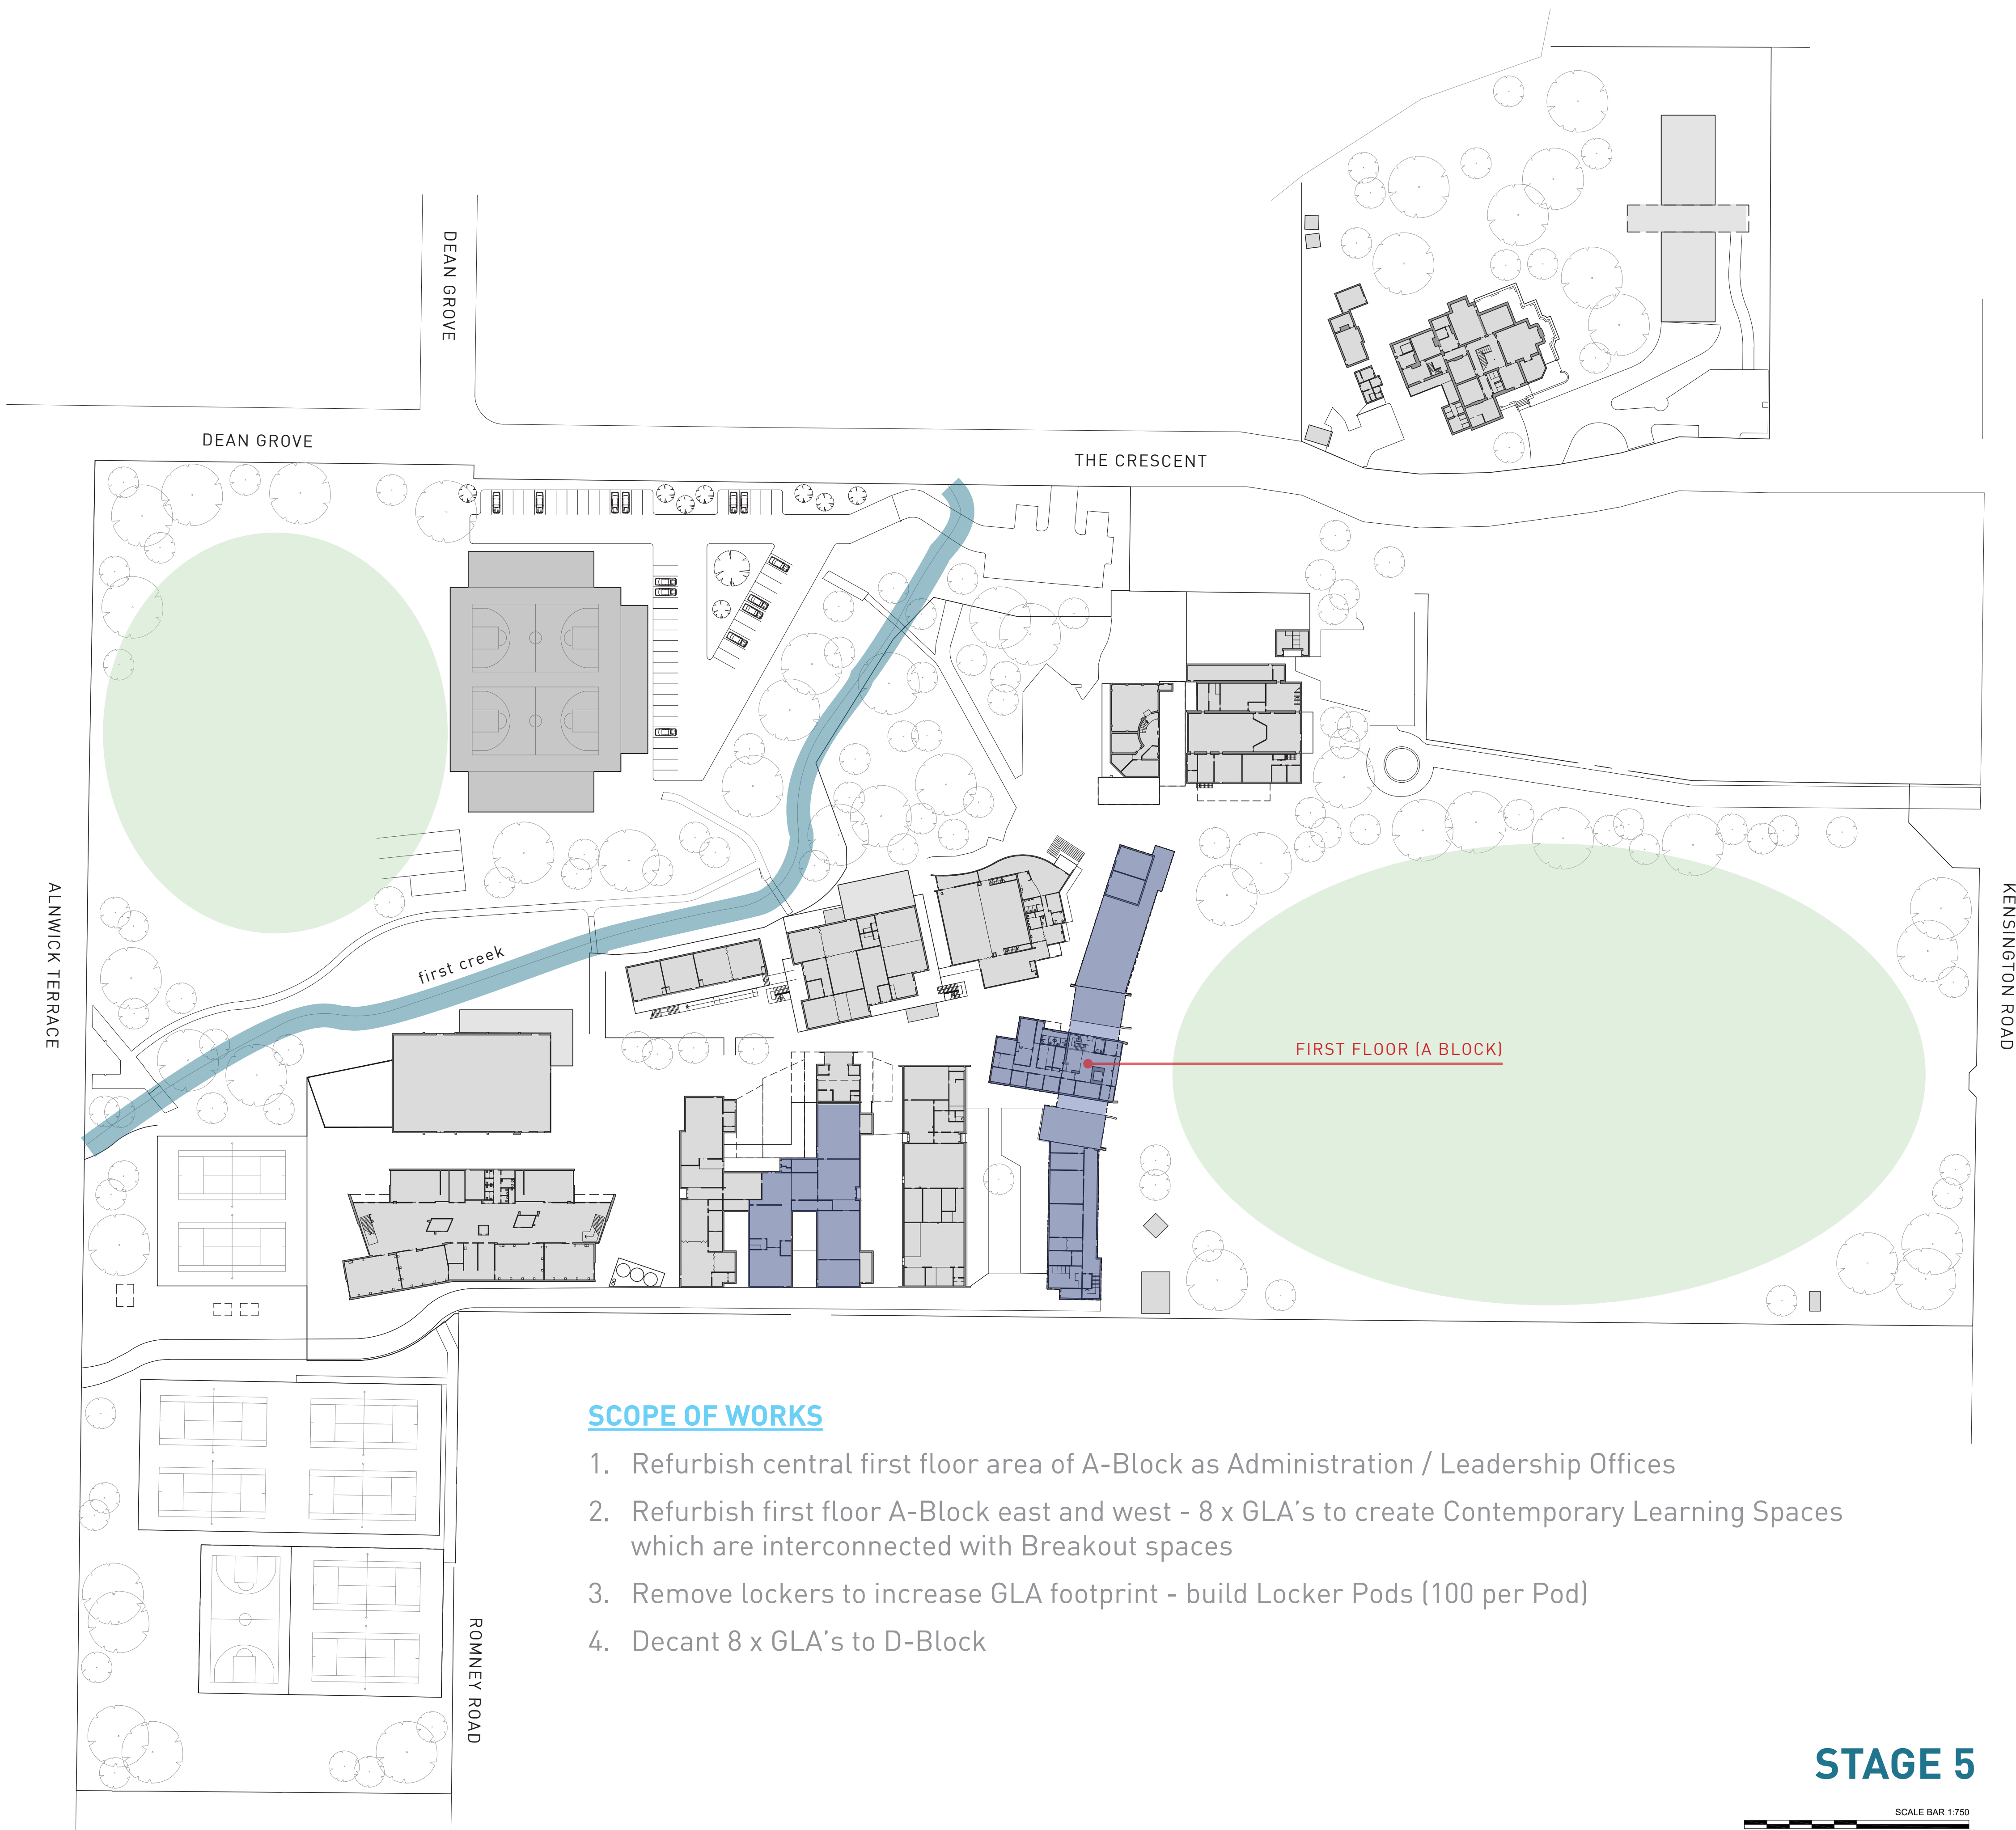 DEAN GROVE
DEAN GROVE
THE CRESCENT
ALNWICK TERRACE
KENSINGTON ROAD
first creek
FIRST FLOOR (A BLOCK)
ROMNEY ROAD
SCOPE OF WORKS
1. Refurbish central first floor area of A-Block as Administration / Leadership Offices
2. Refurbish first floor A-Block east and west - 8 x GLA's to create Contemporary Learning Spaces
which are interconnected with Breakout spaces
3. Remove lockers to increase GLA footprint - build Locker Pods (100 per Pod)
4. Decant 8 x GLA's to D-Block
STAGE 5
SCALE BAR 1:750